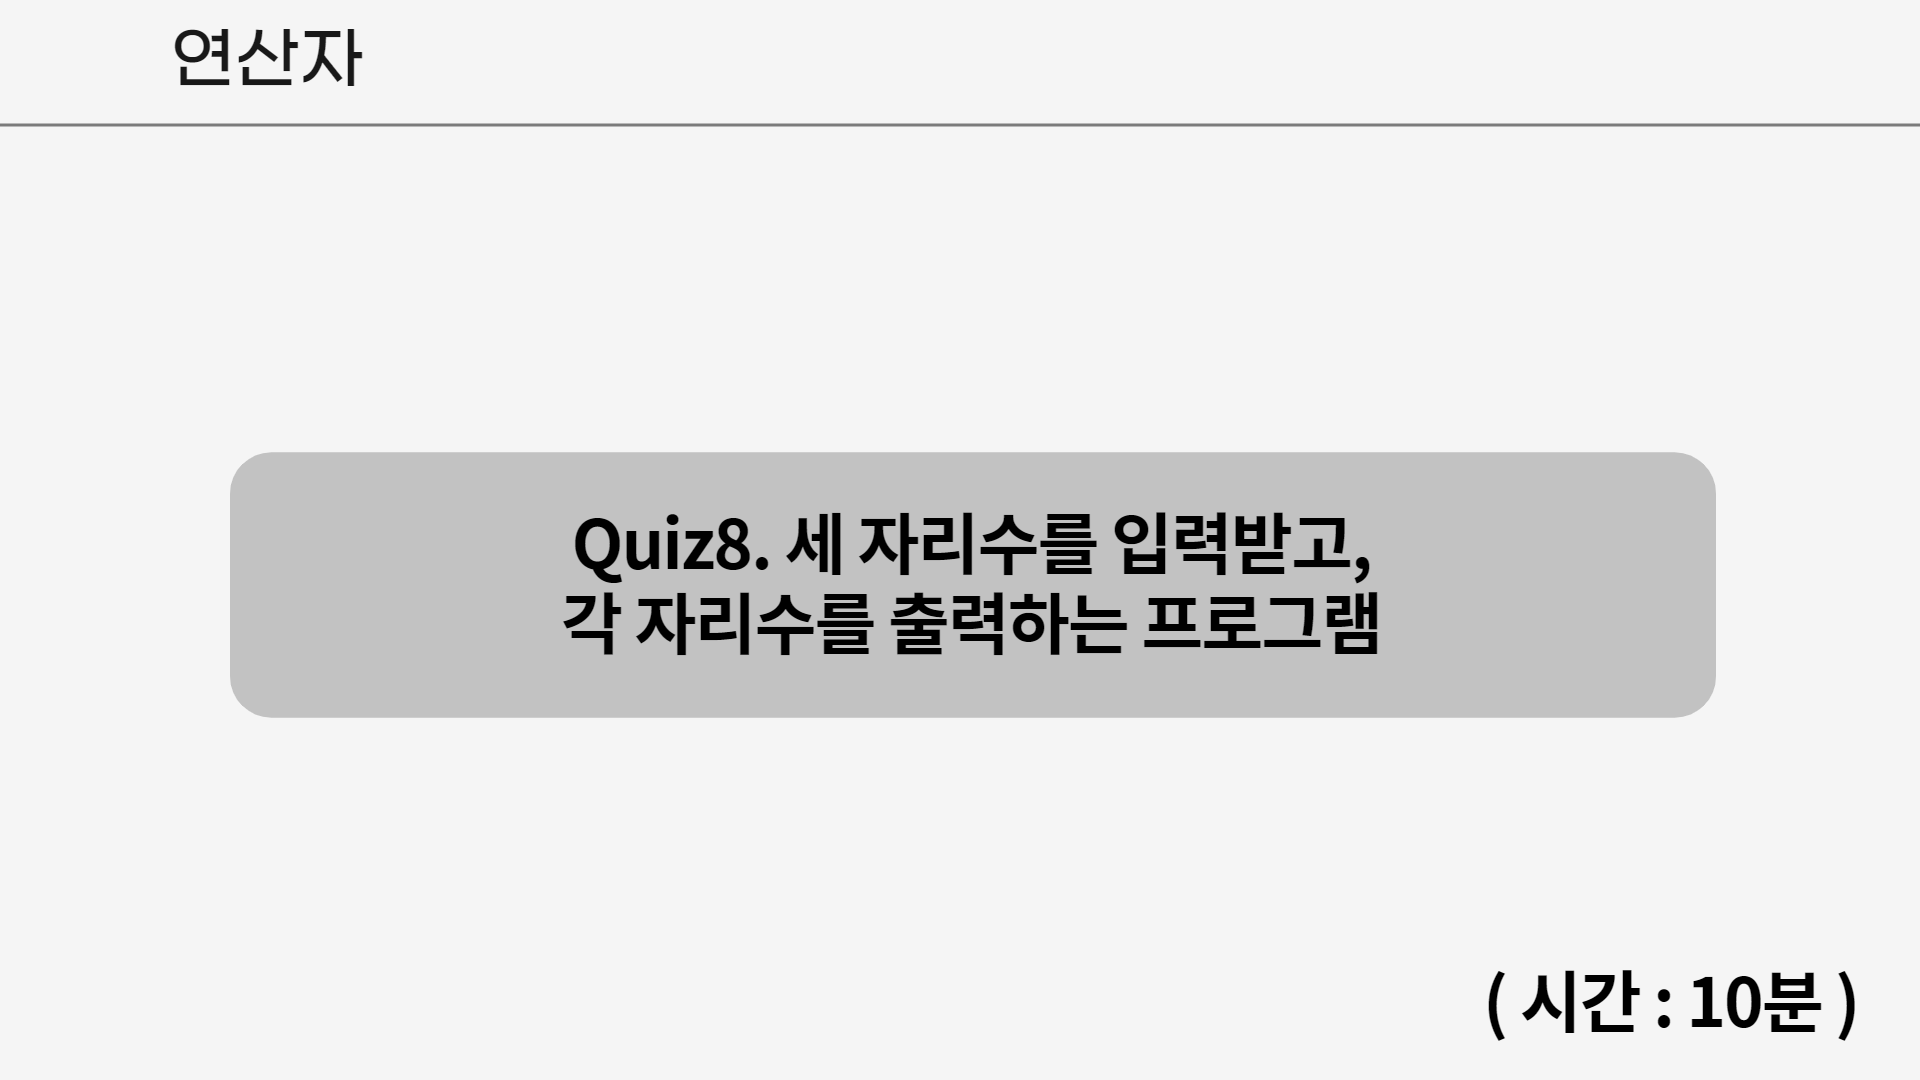 연산자
Quiz8. 세 자리수를 입력받고,
각 자리수를 출력하는 프로그램
( 시간 : 10분 )